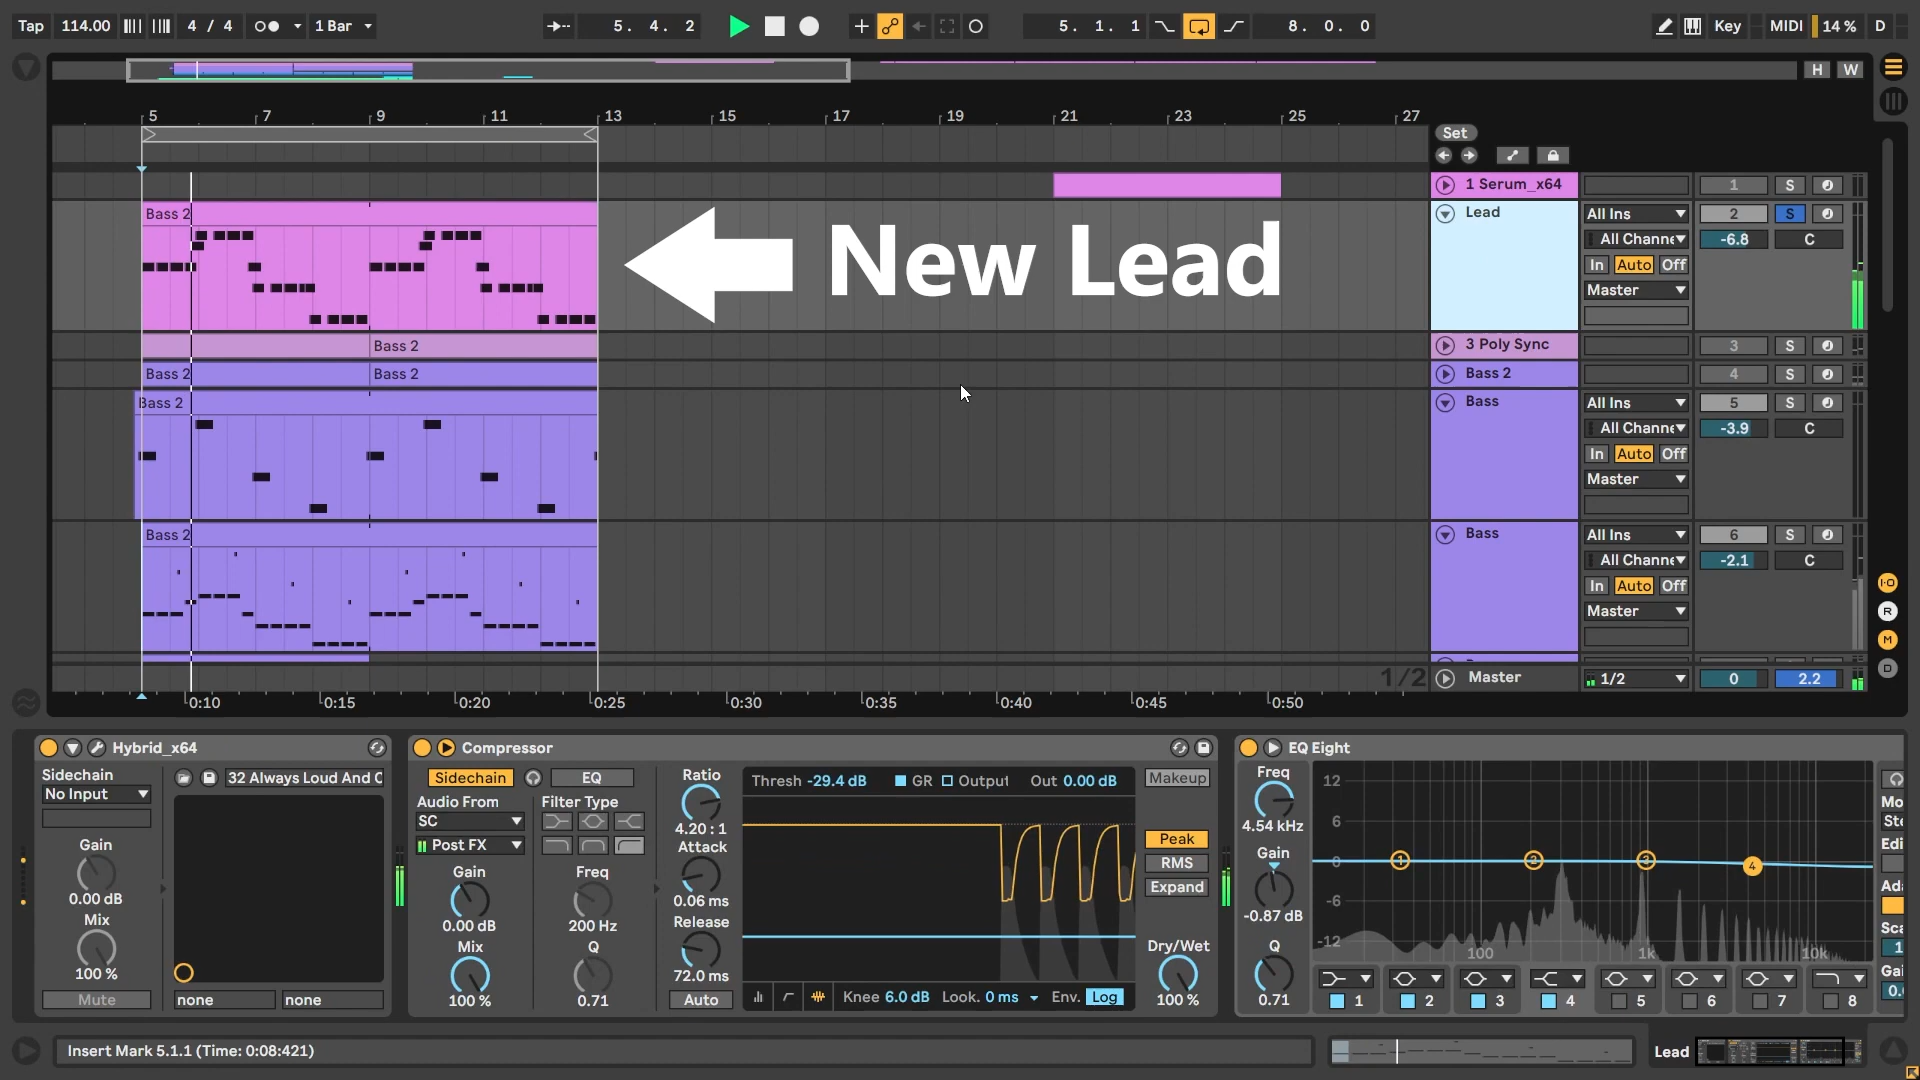 Tap 114.00 4 / 4 1 Bar 5. 4. 2 5. 1. 1 8. 0. 0 Key MIDI 14 % D
H W
5 7 9 11 13 15 17 19 21 23 25 27
Set
1 Serum_x64 1 S
Bass 2 Lead All Ins 2 S
All Channe -6.8 C
New Lead
In Auto Off
Master
Bass 2 3 Poly Sync 3 S
Bass 2 Bass 2 Bass 2 4 S
Bass 2 Bass All Ins 5 S
All Channe -3.9 C
In Auto Off
Master
Bass 2 Bass All Ins 6 S
All Channe -2.1 C
In Auto Off
Master
I·O
R
M
D
1/2 Master 1/2 0 2.2
0:10 0:15 0:20 0:25 0:30 0:35 0:40 0:45 0:50
Hybrid_x64
Sidechain
No Input
Gain
0.00 dB
Mix
100 %
Mute
32 Always Loud And C
none none
Compressor
Sidechain EQ
Audio From Filter Type
SC
Post FX
Gain Freq
0.00 dB 200 Hz
Mix Q
100 % 0.71
Ratio
4.20 : 1
Attack
0.06 ms
Release
72.0 ms
Auto
Thresh -29.4 dB GR Output Out 0.00 dB
Knee 6.0 dB Look. 0 ms Env. Log
Makeup
Peak
RMS
Expand
Dry/Wet
100 %
EQ Eight
Freq
4.54 kHz
Gain
-0.87 dB
Q
0.71
12
6
0
-6
-12
1 2 3 4
100 1k 10k
1 2 3 4 5 6 7 8
Mo
Ste
Edi
Ada
Sca
1
Gai
0.
Insert Mark 5.1.1 (Time: 0:08:421) Lead